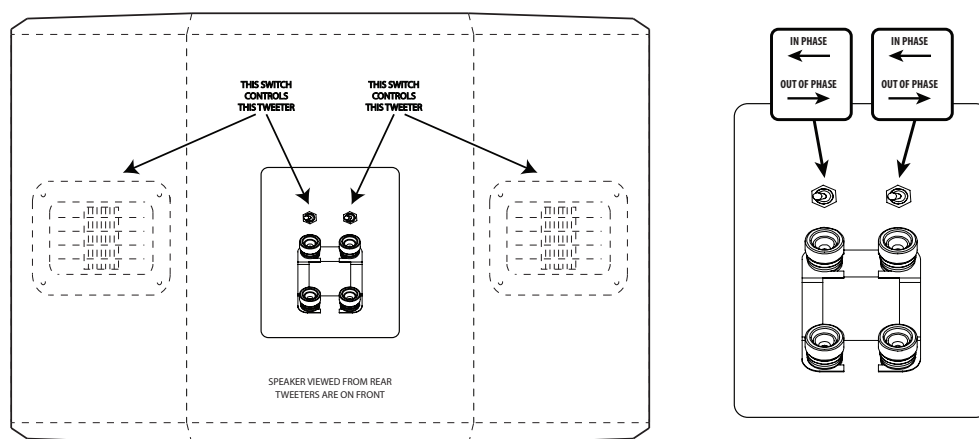 THIS SWITCH
CONTROLS
THIS TWEETER
THIS SWITCH
CONTROLS
THIS TWEETER
SPEAKER VIEWED FROM REAR
TWEETERS ARE ON FRONT
IN PHASE
OUT OF PHASE
IN PHASE
OUT OF PHASE